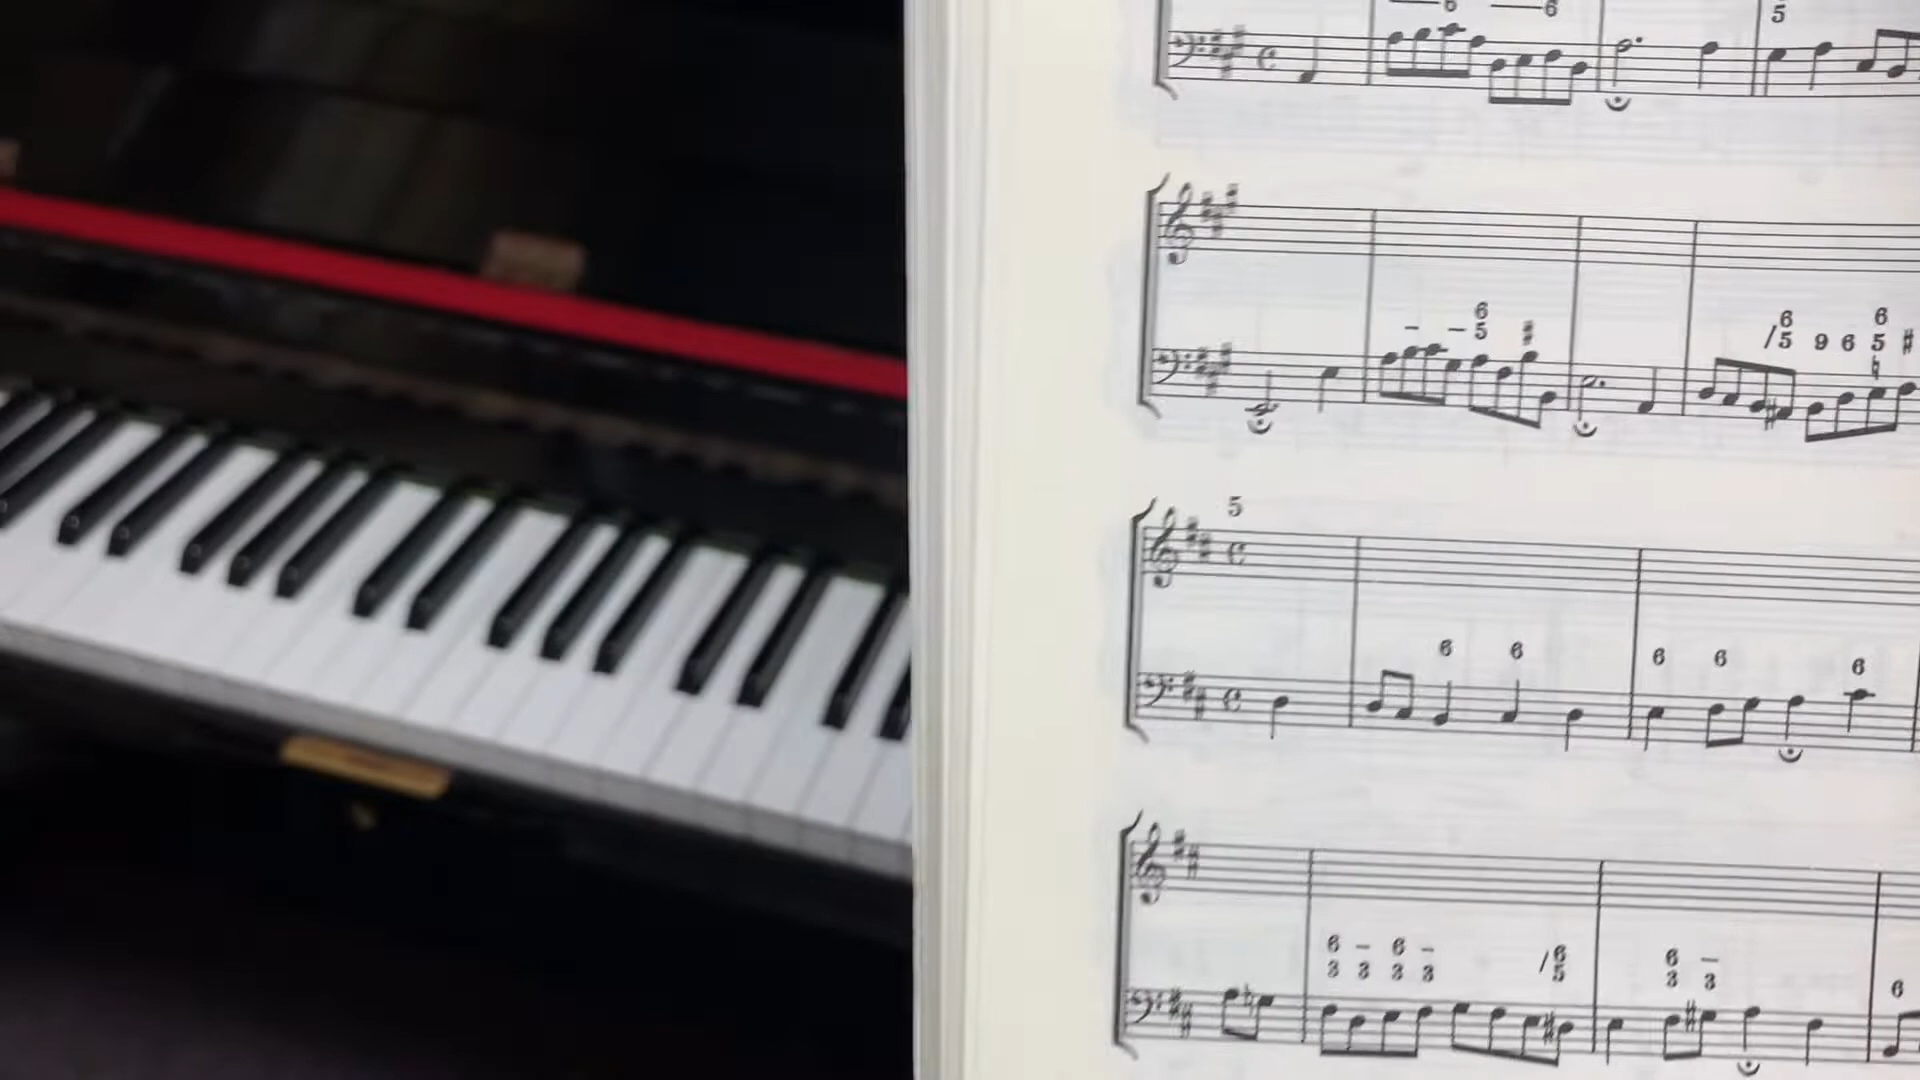 6 6 5
6
– – 5 ♯
6 6
/5 9 6 5 ♯
♮
5
6 6 6 6 6
6 – 6 – /6 6 –
3 3 3 3 5 3 3 6